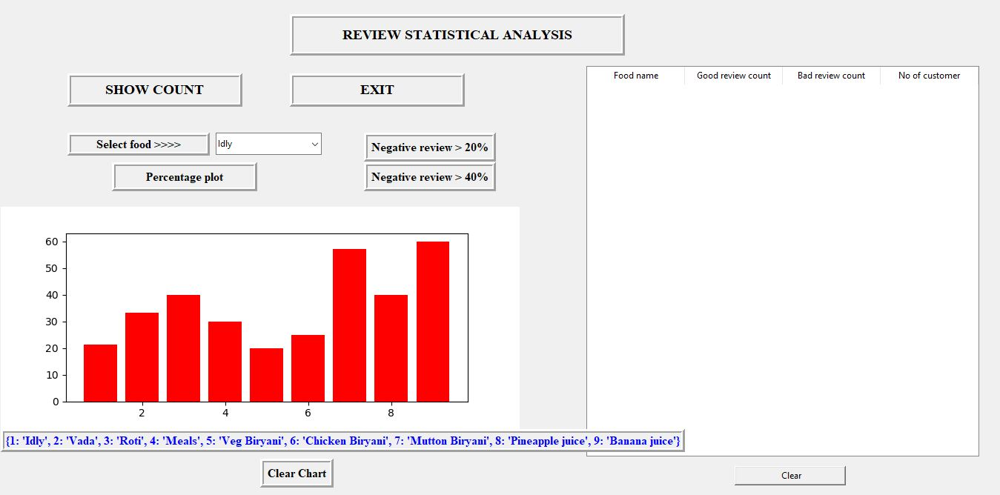 REVIEW STATISTICAL ANALYSIS
SHOW COUNT
EXIT
Food name
Good review count
Bad review count
No of customer
Select food >>>>
Idly
Negative review > 20%
Percentage plot
Negative review > 40%
60
50
40
30
20
10
0
2
4
6
8
{1: 'Idly', 2: 'Vada', 3: 'Roti', 4: 'Meals', 5: 'Veg Biryani', 6: 'Chicken Biryani', 7: 'Mutton Biryani', 8: 'Pineapple juice', 9: 'Banana juice'}
Clear Chart
Clear